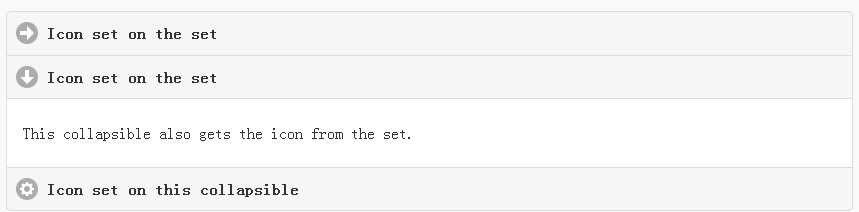 Icon set on the set
Icon set on the set
This collapsible also gets the icon from the set.
Icon set on this collapsible